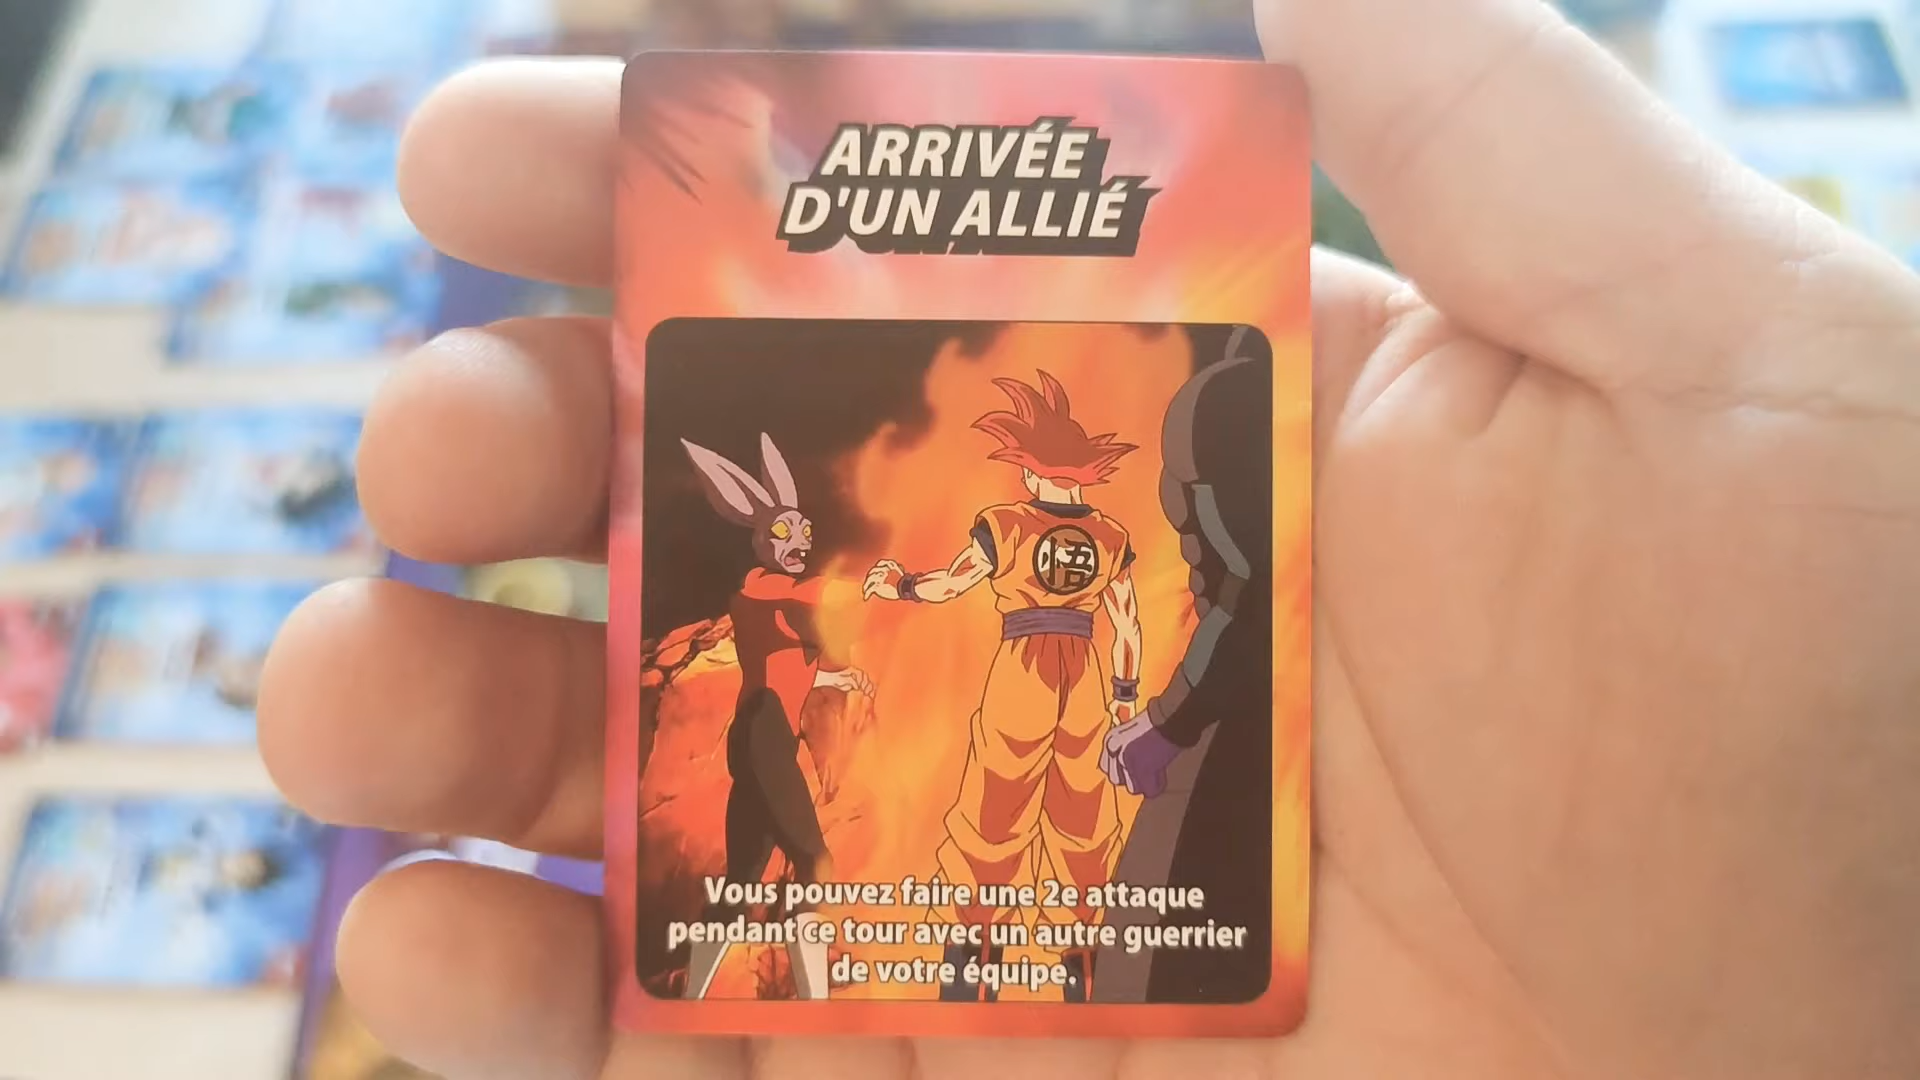 ARRIVÉE
D'UN ALLIÉ
悟
Vous pouvez faire une 2e attaque
pendant ce tour avec un autre guerrier
de votre équipe.